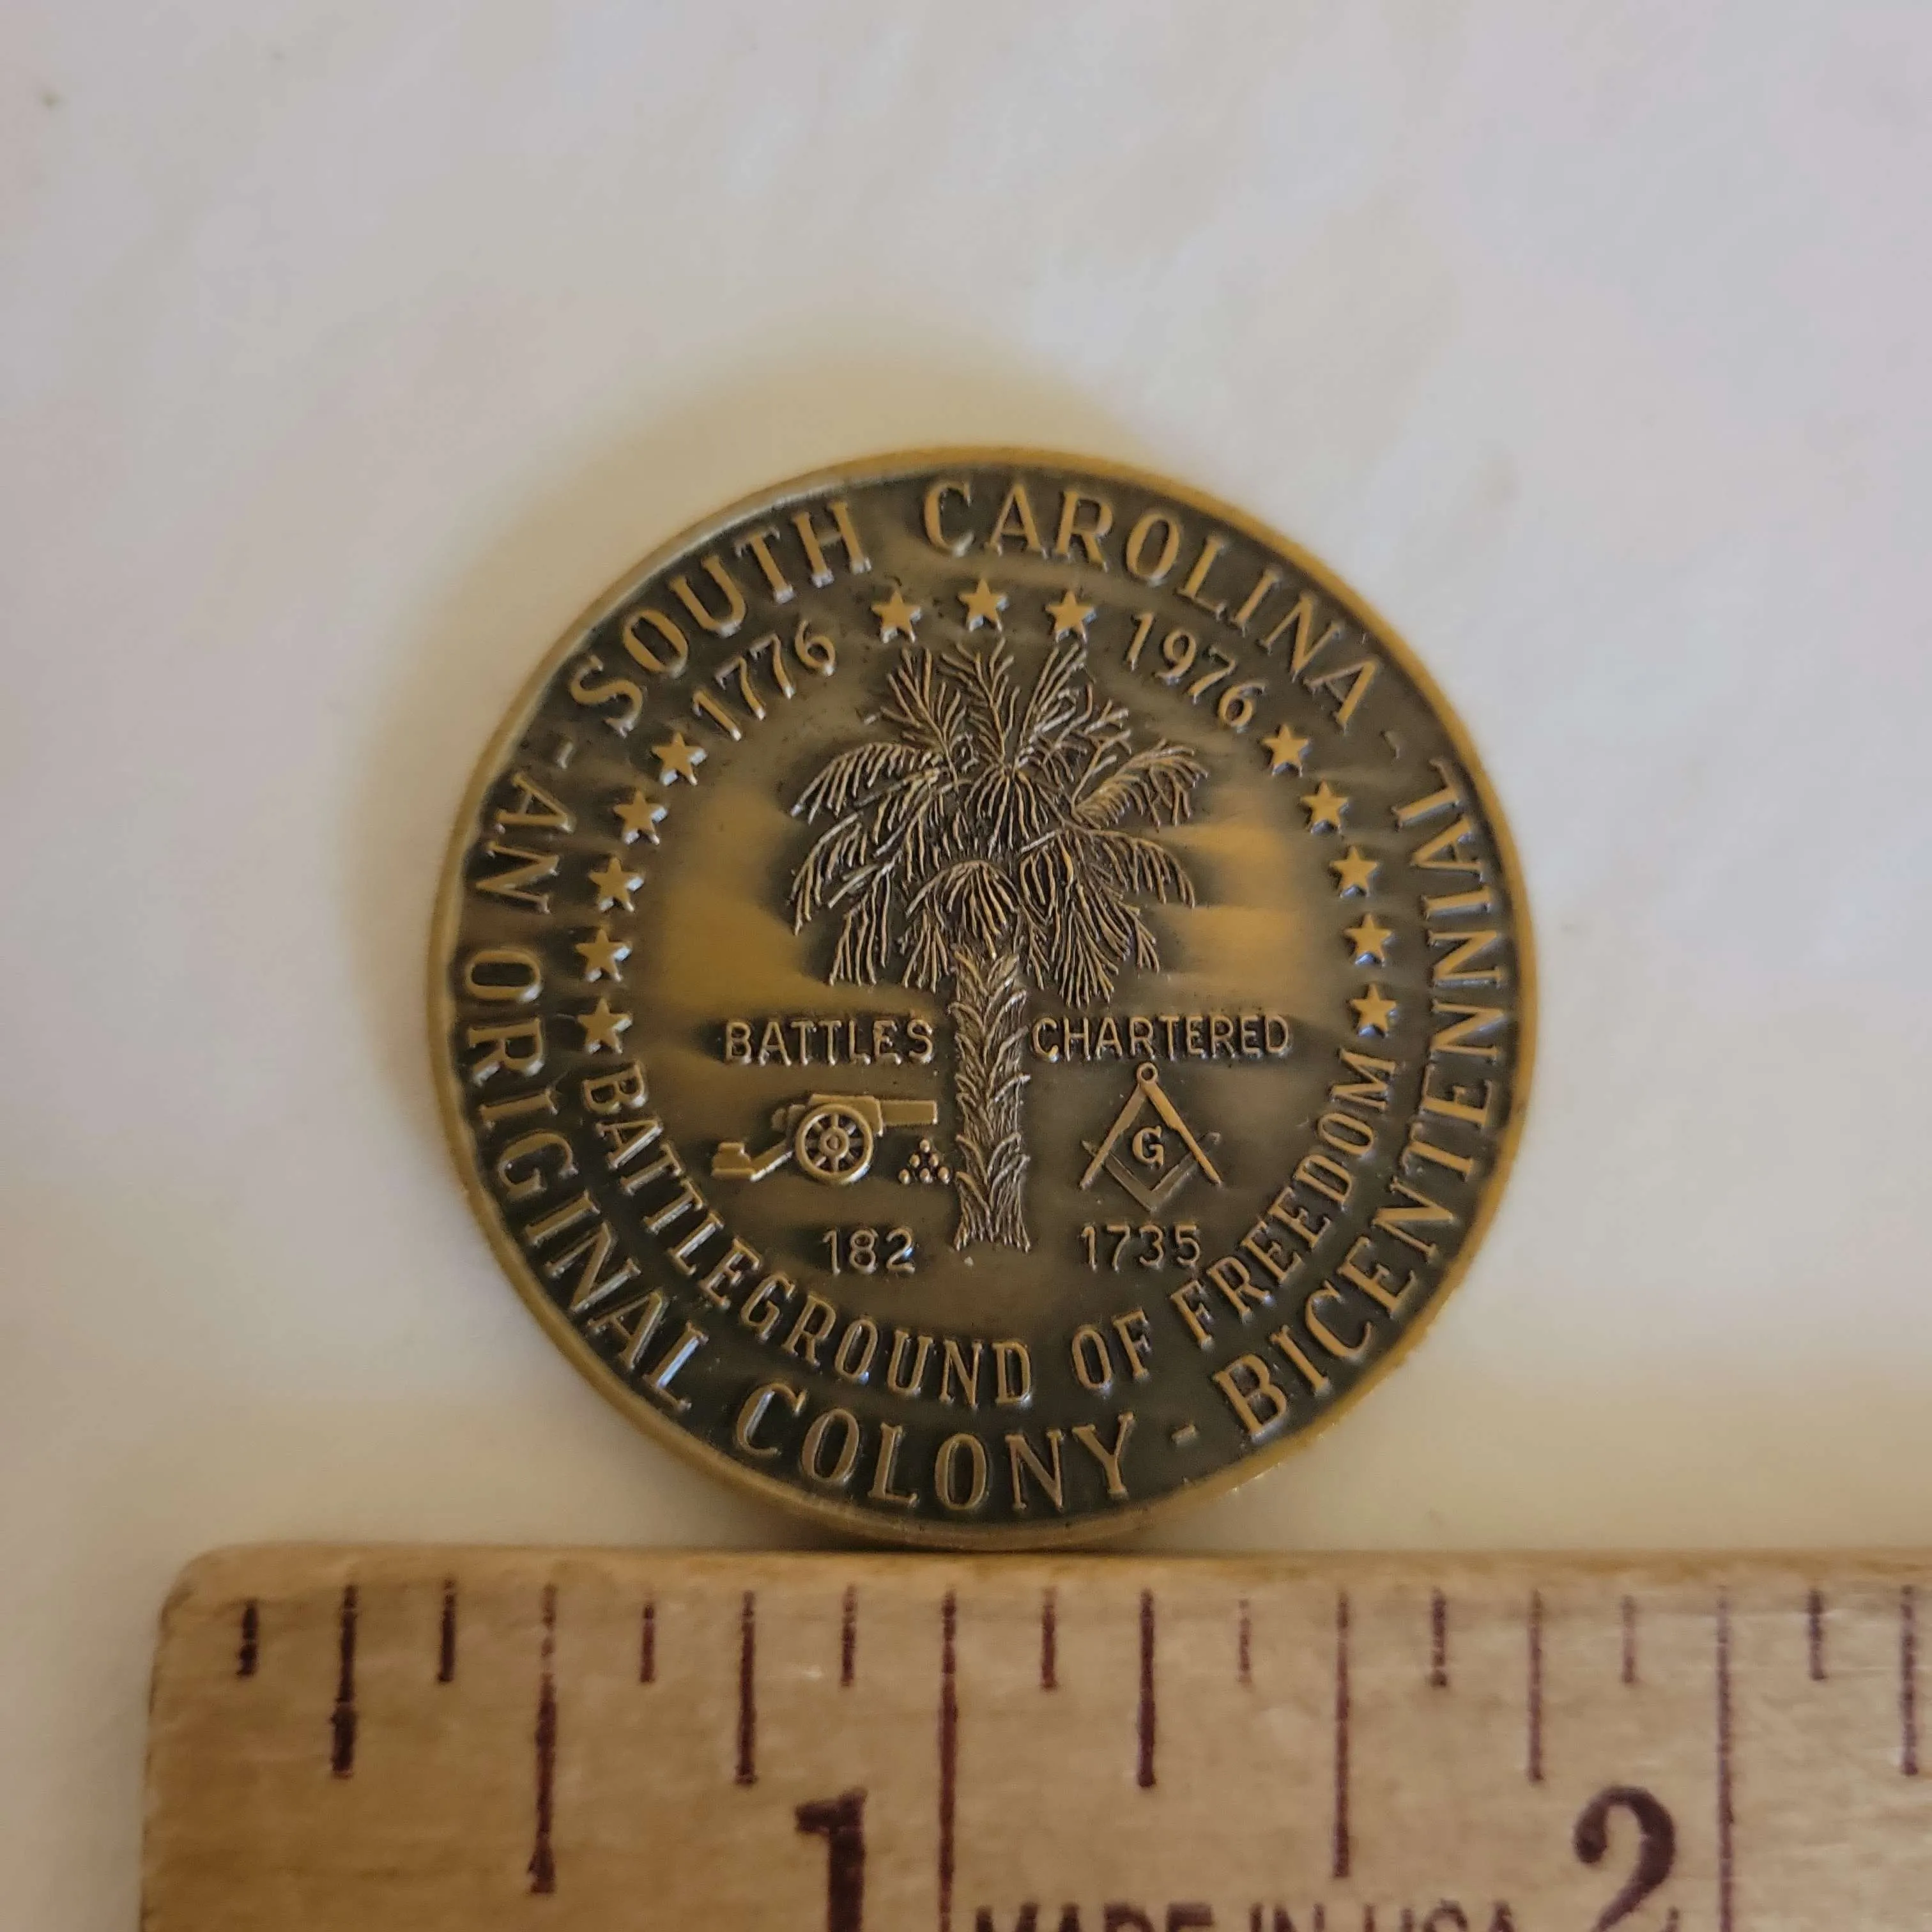 SOUTH CAROLINA - BICENTENNIAL - AN ORIGINAL COLONY -
1776 1976
BATTLES CHARTERED
G
182 1735
BATTLEGROUND OF FREEDOM
1 2
MADE IN USA